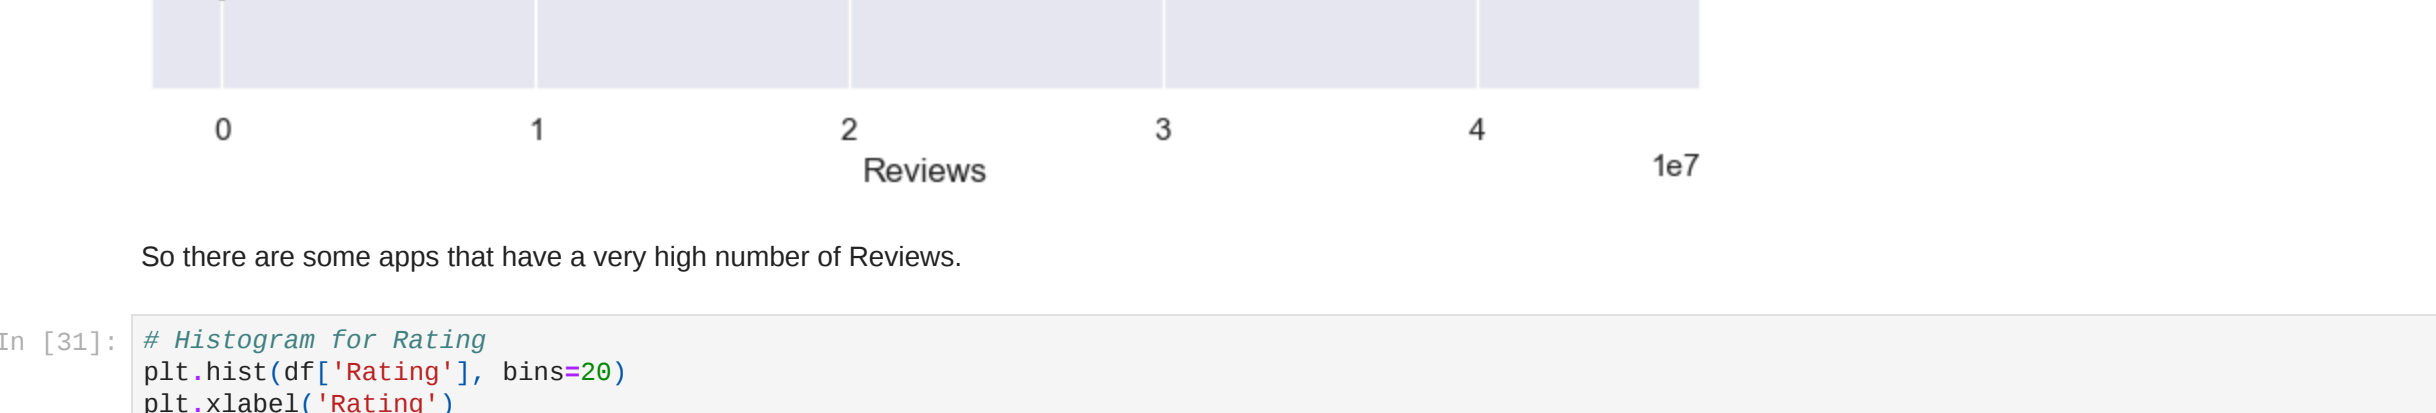 0 1 2 3 4
Reviews 1e7
So there are some apps that have a very high number of Reviews.
In [31]: # Histogram for Rating
plt.hist(df['Rating'], bins=20)
plt.xlabel('Rating')